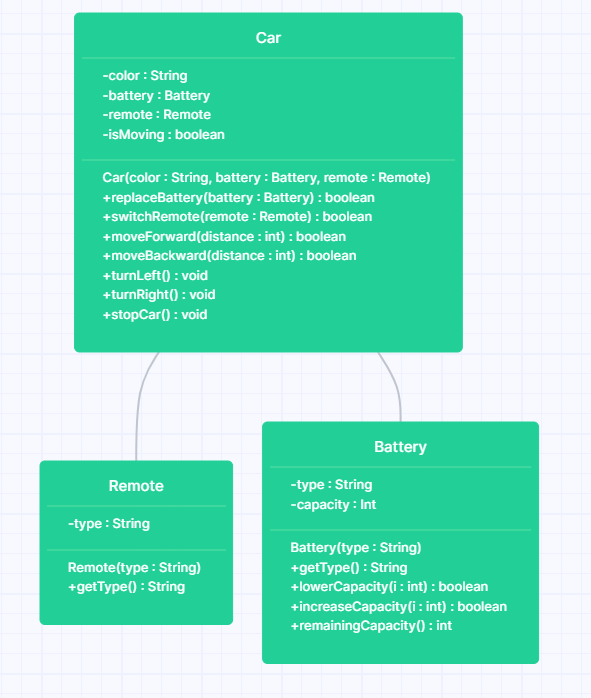 Car
-color : String
-battery : Battery
-remote : Remote
-isMoving : boolean
Car(color : String, battery : Battery, remote : Remote)
+replaceBattery(battery : Battery) : boolean
+switchRemote(remote : Remote) : boolean
+moveForward(distance : int) : boolean
+moveBackward(distance : int) : boolean
+turnLeft() : void
+turnRight() : void
+stopCar() : void
Remote
-type : String
Remote(type : String)
+getType() : String
Battery
-type : String
-capacity : Int
Battery(type : String)
+getType() : String
+lowerCapacity(i : int) : boolean
+increaseCapacity(i : int) : boolean
+remainingCapacity() : int